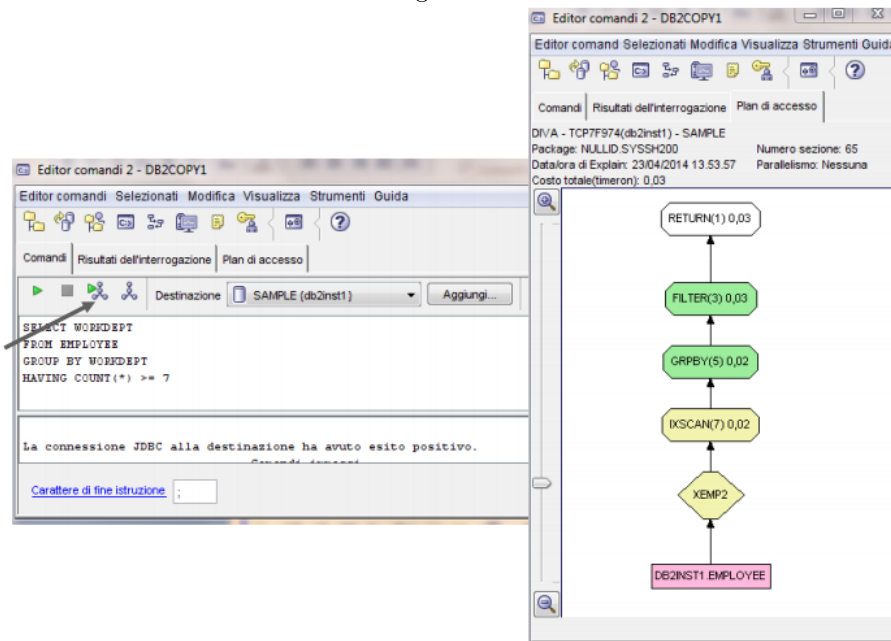 Editor comandi 2 - DB2COPY1
Editor comandi Selezionati Modifica Visualizza Strumenti Guida
Comandi Risultati dell'interrogazione Plan di accesso
Destinazione SAMPLE (db2inst1) Aggiungi...
SELECT WORKDEPT
FROM EMPLOYEE
GROUP BY WORKDEPT
HAVING COUNT(*) >= 7
La connessione JDBC alla destinazione ha avuto esito positivo.
Carattere di fine istruzione ;
Editor comandi 2 - DB2COPY1
Editor comand Selezionati Modifica Visualizza Strumenti Guida
Comandi Risultati dell'interrogazione Plan di accesso
DIVA - TCP7F974(db2inst1) - SAMPLE
Package: NULLID.SYSSH200 Numero sezione: 65
Data/ora di Explain: 23/04/2014 13.53.57 Parallelismo: Nessuna
Costo totale(timeron): 0,03
RETURN(1) 0,03
FILTER(3) 0,03
GRPBY(5) 0,02
IXSCAN(7) 0,02
XEMP2
DB2INST1.EMPLOYEE